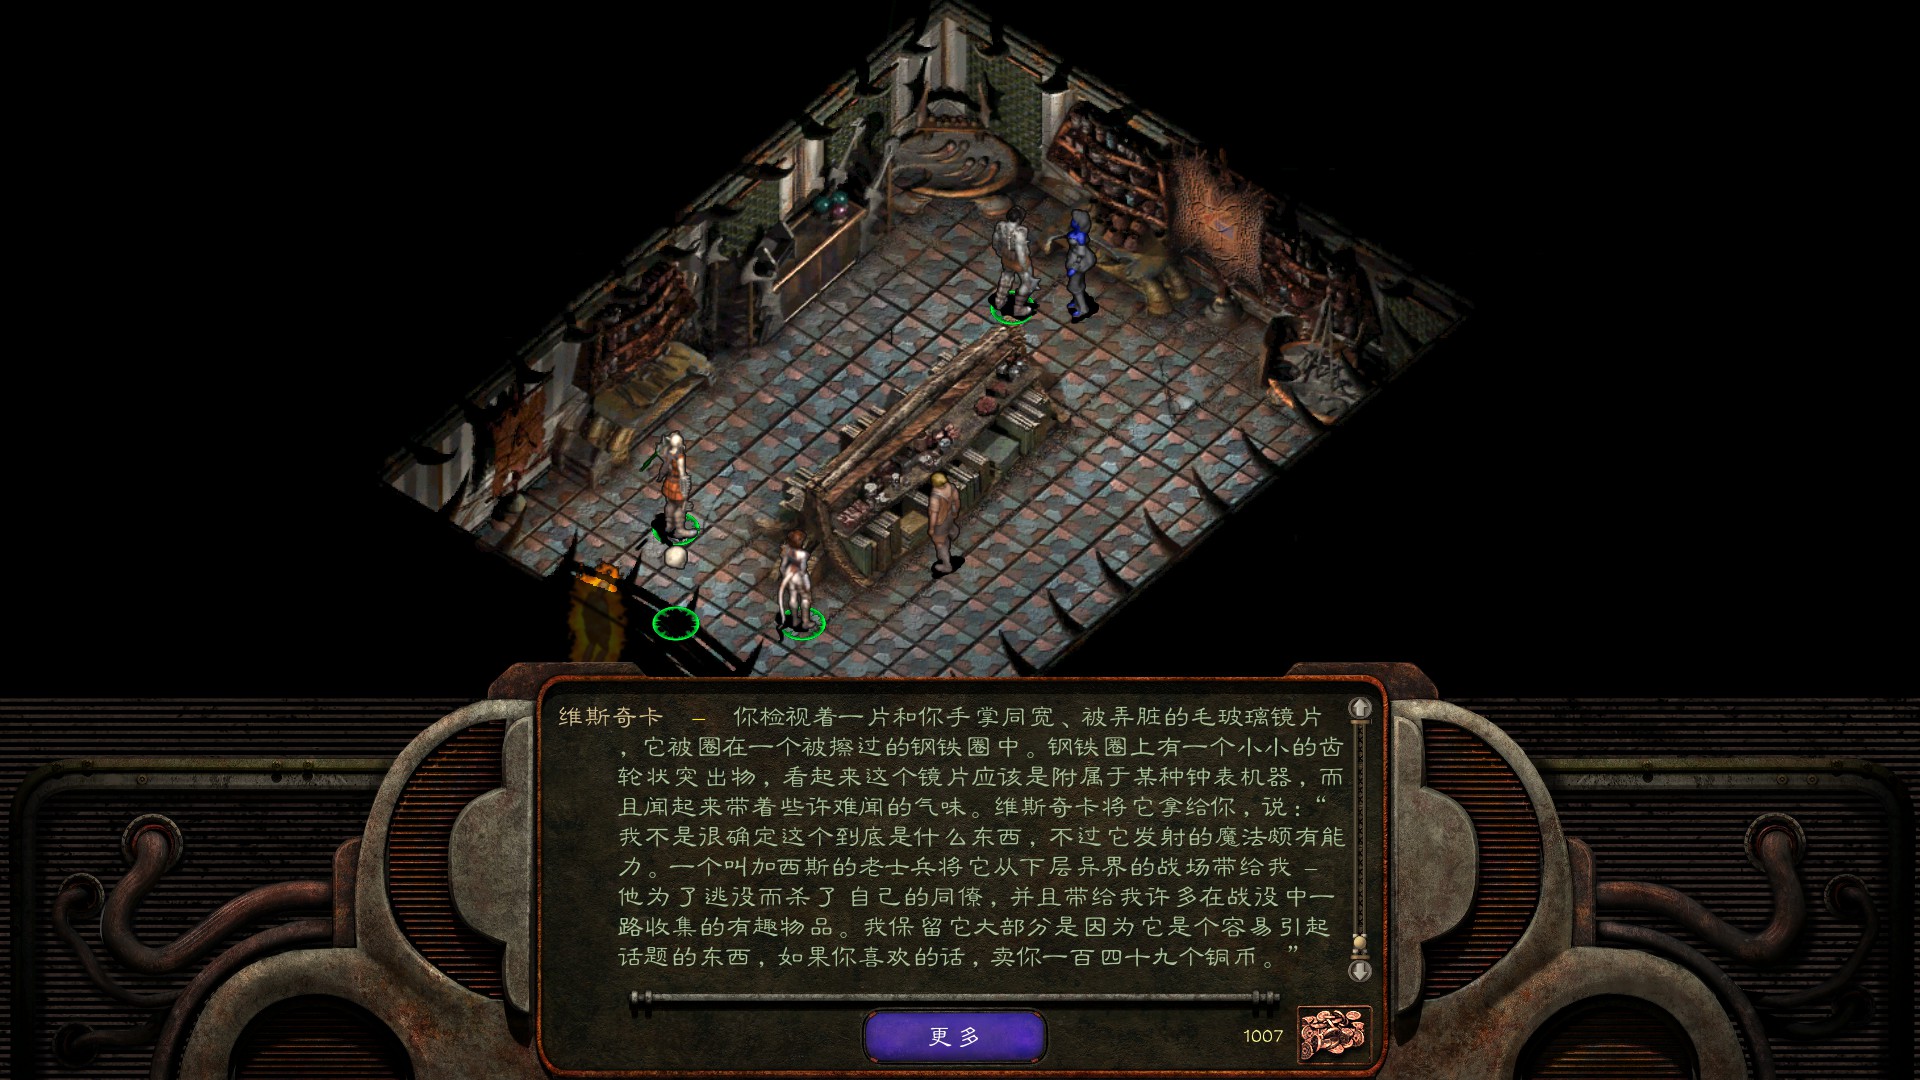 维斯奇卡 – 你检视着一片和你手掌同宽、被弄脏的毛玻璃镜片
，它被圈在一个被擦过的钢铁圈中。钢铁圈上有一个小小的齿
轮状突出物，看起来这个镜片应该是附属于某种钟表机器，而
且闻起来带着些许难闻的气味。维斯奇卡将它拿给你，说：“
我不是很确定这个到底是什么东西，不过它发射的魔法颇有能
力。一个叫加西斯的老士兵将它从下层异界的战场带给我 –
他为了逃役而杀了自己的同僚，并且带给我许多在战役中一
路收集的有趣物品。我保留它大部分是因为它是个容易引起
话题的东西，如果你喜欢的话，卖你一百四十九个铜币。”
更多
1007